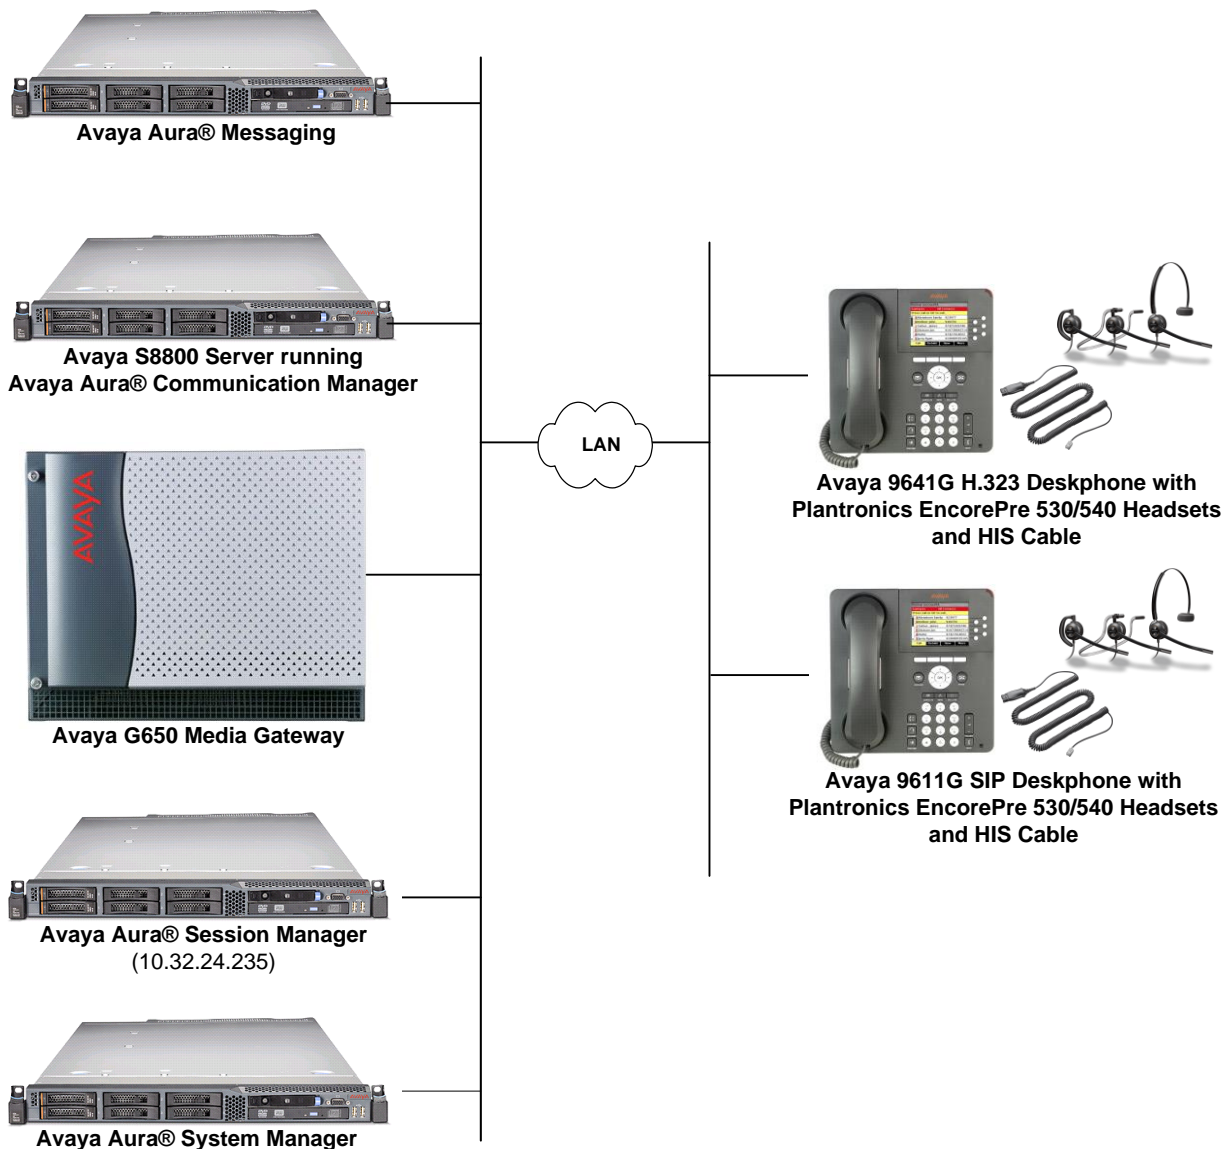 Avaya Aura® Messaging
Avaya S8800 Server running
Avaya Aura® Communication Manager
AVAYA
Avaya G650 Media Gateway
Avaya Aura® Session Manager
(10.32.24.235)
Avaya Aura® System Manager
LAN
Avaya 9641G H.323 Deskphone with
Plantronics EncorePre 530/540 Headsets
and HIS Cable
Avaya 9611G SIP Deskphone with
Plantronics EncorePre 530/540 Headsets
and HIS Cable